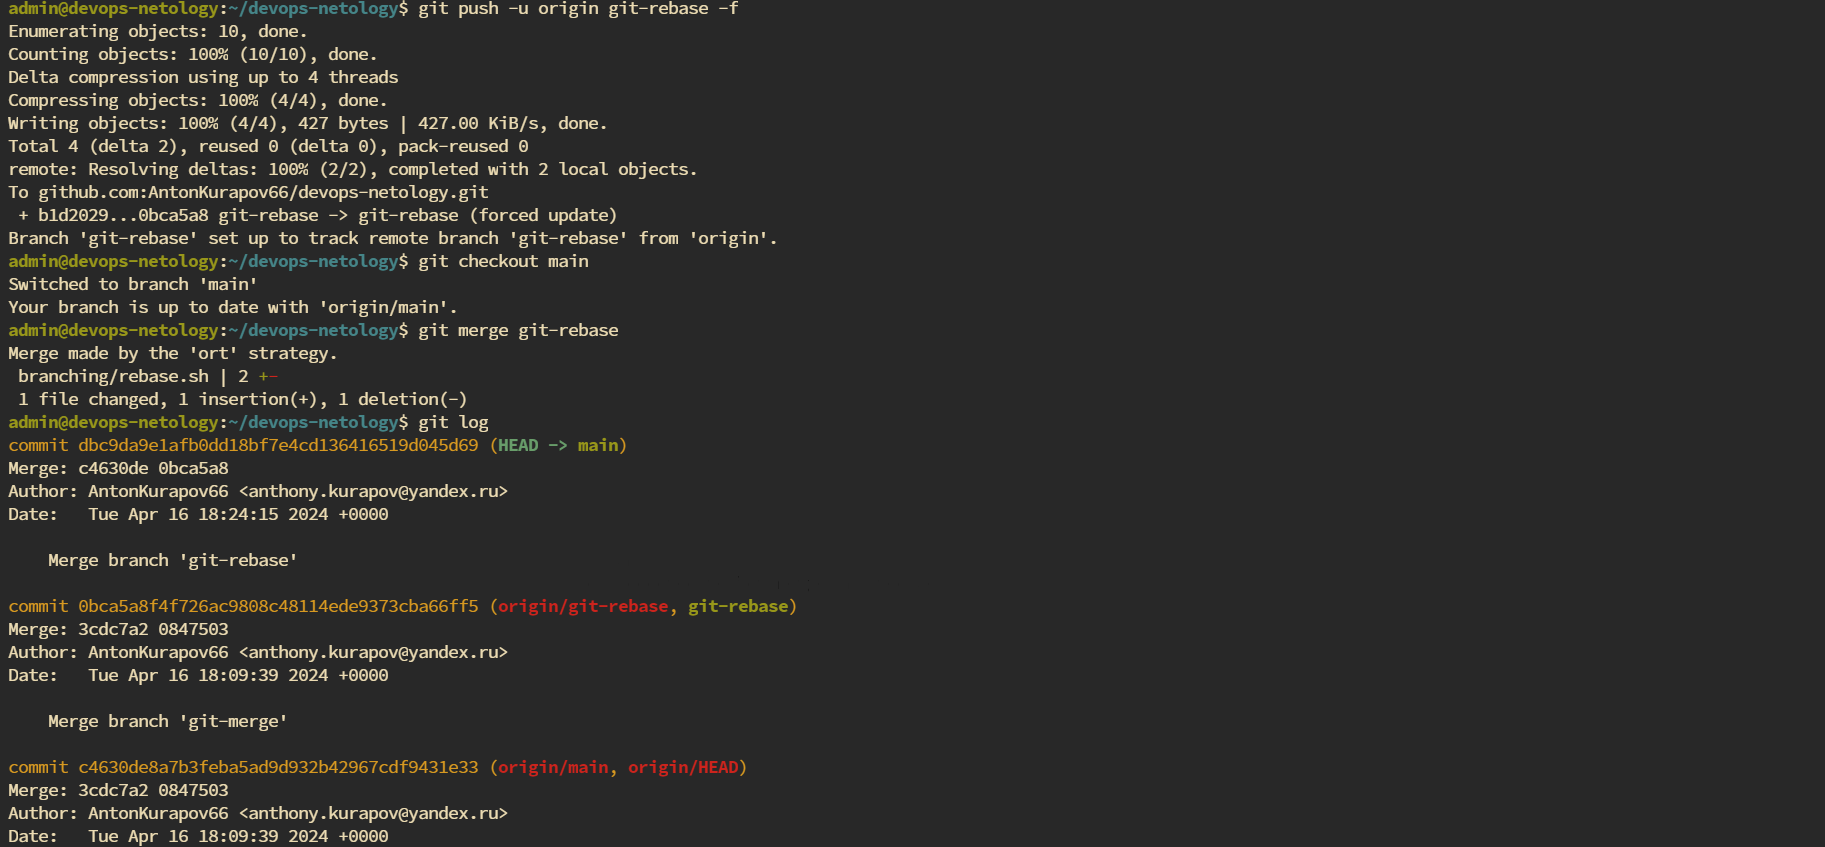 admin@devops-netology:~/devops-netology$ git push -u origin git-rebase -f
Enumerating objects: 10, done.
Counting objects: 100% (10/10), done.
Delta compression using up to 4 threads
Compressing objects: 100% (4/4), done.
Writing objects: 100% (4/4), 427 bytes | 427.00 KiB/s, done.
Total 4 (delta 2), reused 0 (delta 0), pack-reused 0
remote: Resolving deltas: 100% (2/2), completed with 2 local objects.
To github.com:AntonKurapov66/devops-netology.git
 + b1d2029...0bca5a8 git-rebase -> git-rebase (forced update)
Branch 'git-rebase' set up to track remote branch 'git-rebase' from 'origin'.
admin@devops-netology:~/devops-netology$ git checkout main
Switched to branch 'main'
Your branch is up to date with 'origin/main'.
admin@devops-netology:~/devops-netology$ git merge git-rebase
Merge made by the 'ort' strategy.
 branching/rebase.sh | 2 +-
 1 file changed, 1 insertion(+), 1 deletion(-)
admin@devops-netology:~/devops-netology$ git log
commit dbc9da9e1afb0dd18bf7e4cd136416519d045d69 (HEAD -> main)
Merge: c4630de 0bca5a8
Author: AntonKurapov66 <anthony.kurapov@yandex.ru>
Date:   Tue Apr 16 18:24:15 2024 +0000

    Merge branch 'git-rebase'

commit 0bca5a8f4f726ac9808c48114ede9373cba66ff5 (origin/git-rebase, git-rebase)
Merge: 3cdc7a2 0847503
Author: AntonKurapov66 <anthony.kurapov@yandex.ru>
Date:   Tue Apr 16 18:09:39 2024 +0000

    Merge branch 'git-merge'

commit c4630de8a7b3feba5ad9d932b42967cdf9431e33 (origin/main, origin/HEAD)
Merge: 3cdc7a2 0847503
Author: AntonKurapov66 <anthony.kurapov@yandex.ru>
Date:   Tue Apr 16 18:09:39 2024 +0000